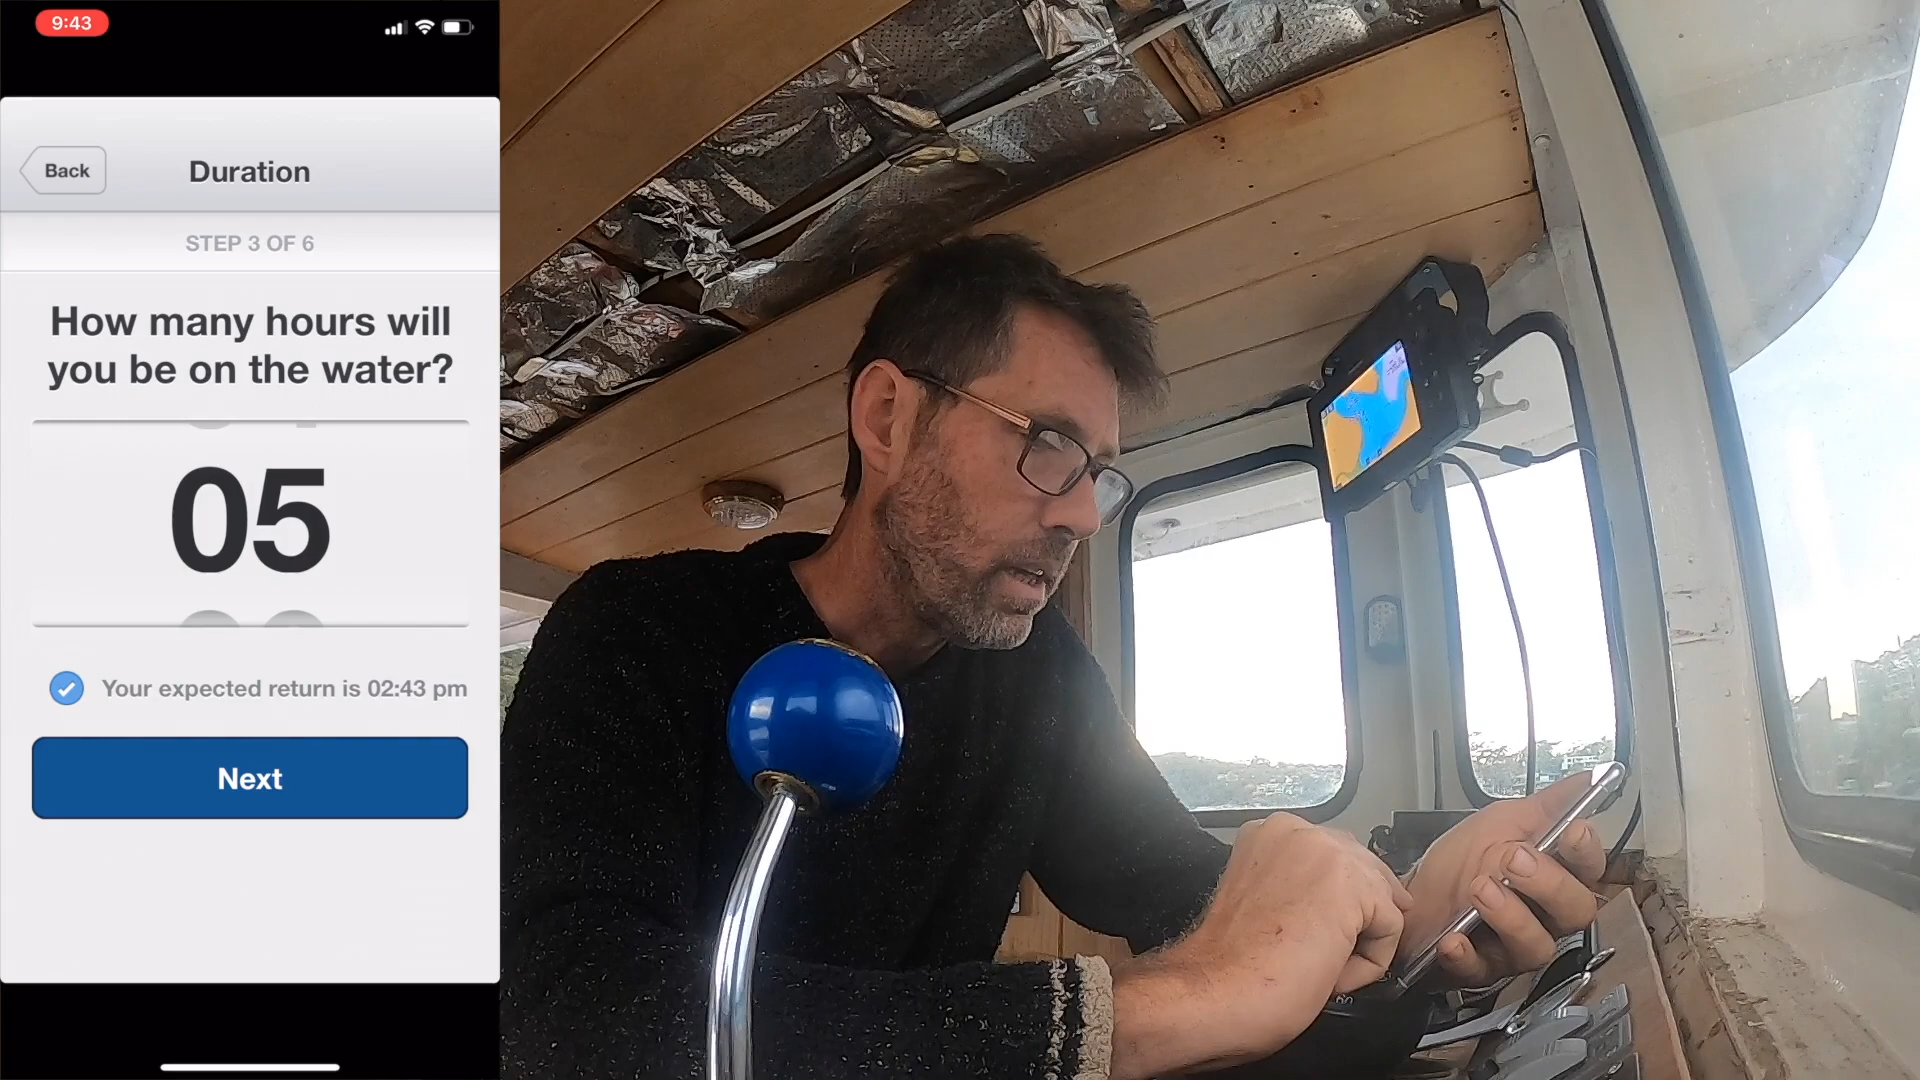 9:43
Back
Duration
STEP 3 OF 6
How many hours will
you be on the water?
05
Your expected return is 02:43 pm
Next